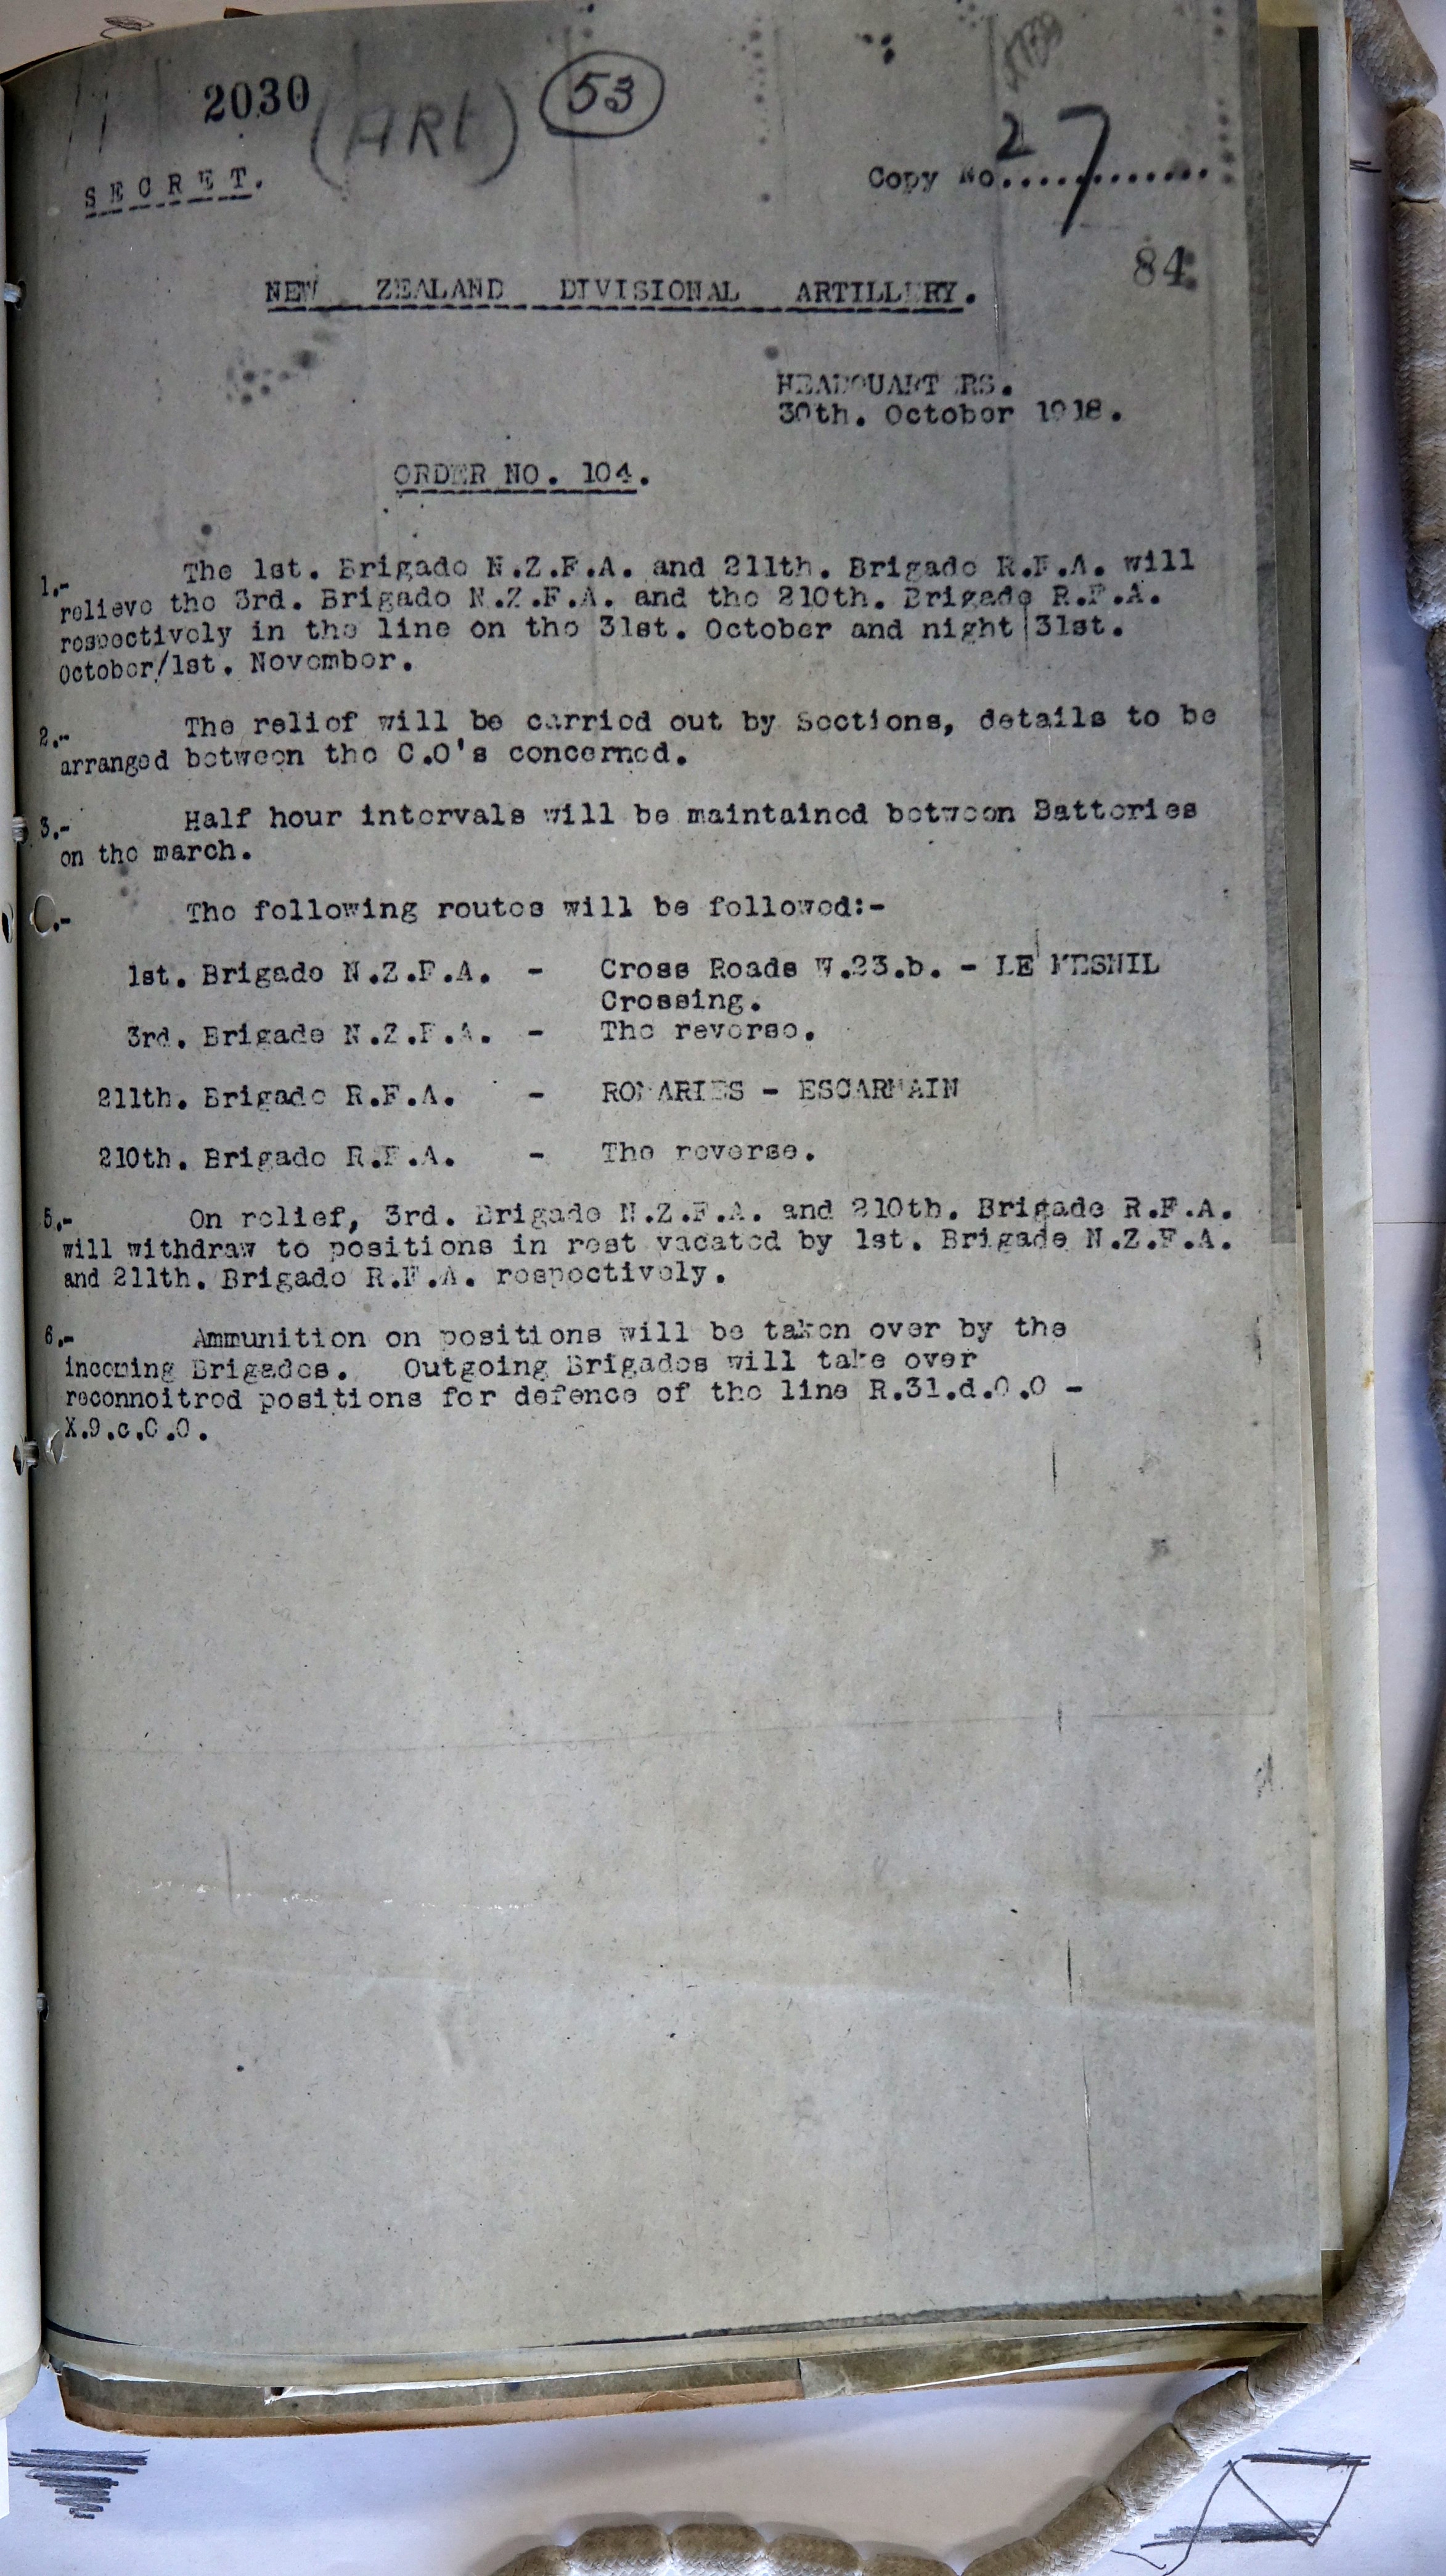 2030 (ART) 53
SECRET.
Copy No.............
27
84
NEW ZEALAND DIVISIONAL ARTILLERY.
HEADQUARTERS.
30th. October 1918.
ORDER NO. 104.
1.- The 1st. Brigade N.Z.F.A. and 211th. Brigade R.F.A. will
relieve the 3rd. Brigade N.Z.F.A. and the 210th. Brigade R.F.A.
respectively in the line on the 31st. October and night 31st.
October/1st. November.
2.- The relief will be carried out by Sections, details to be
arranged between the C.O's concerned.
3.- Half hour intervals will be maintained between Batteries
on the march.
The following routes will be followed:-
1st. Brigade N.Z.F.A. - Cross Roads W.23.b. - LE MESNIL
Crossing.
3rd. Brigade N.Z.F.A. - The reverse.
211th. Brigade R.F.A. - ROMARIES - ESCARMAIN
210th. Brigade R.F.A. - The reverse.
5.- On relief, 3rd. Brigade N.Z.F.A. and 210th. Brigade R.F.A.
will withdraw to positions in rest vacated by 1st. Brigade N.Z.F.A.
and 211th. Brigade R.F.A. respectively.
6.- Ammunition on positions will be taken over by the
incoming Brigades. Outgoing Brigades will take over
reconnoitred positions for defence of the line R.31.d.0.0 -
X.9.c.0.0.